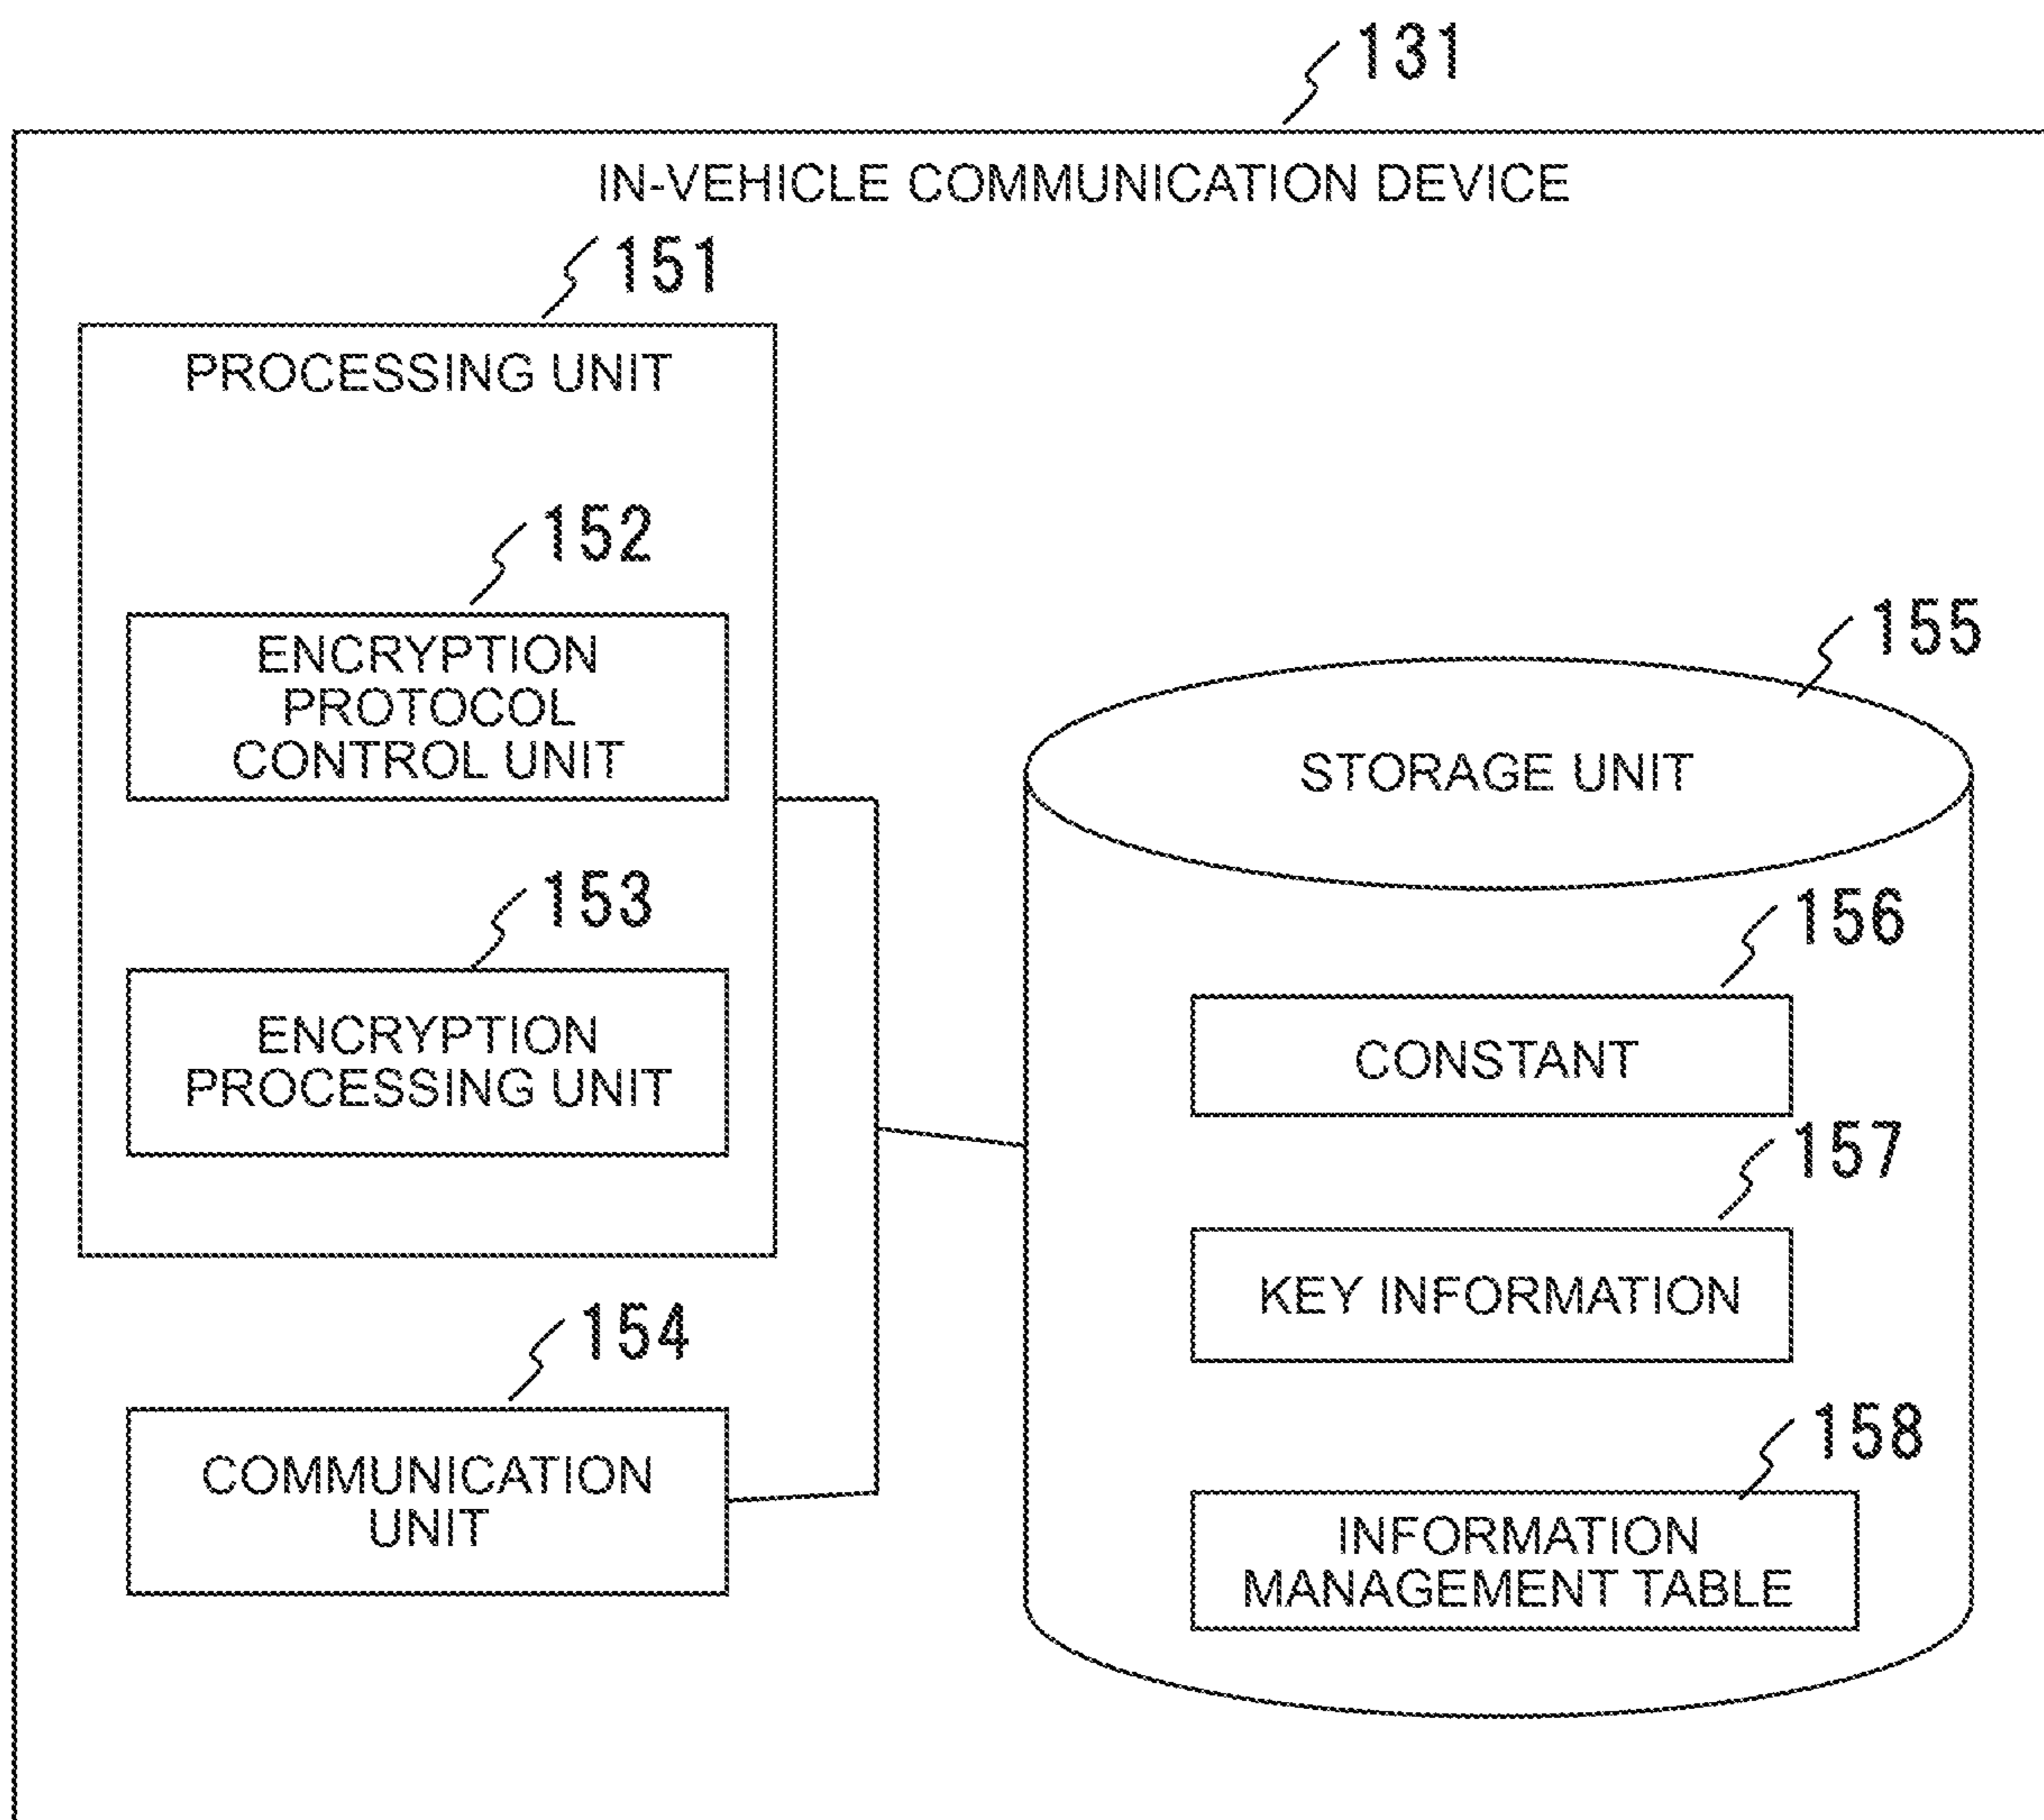 131
IN-VEHICLE COMMUNICATION DEVICE
151
PROCESSING UNIT
152
ENCRYPTION
PROTOCOL
CONTROL UNIT
153
ENCRYPTION
PROCESSING UNIT
154
COMMUNICATION
UNIT
155
STORAGE UNIT
156
CONSTANT
157
KEY INFORMATION
158
INFORMATION
MANAGEMENT TABLE